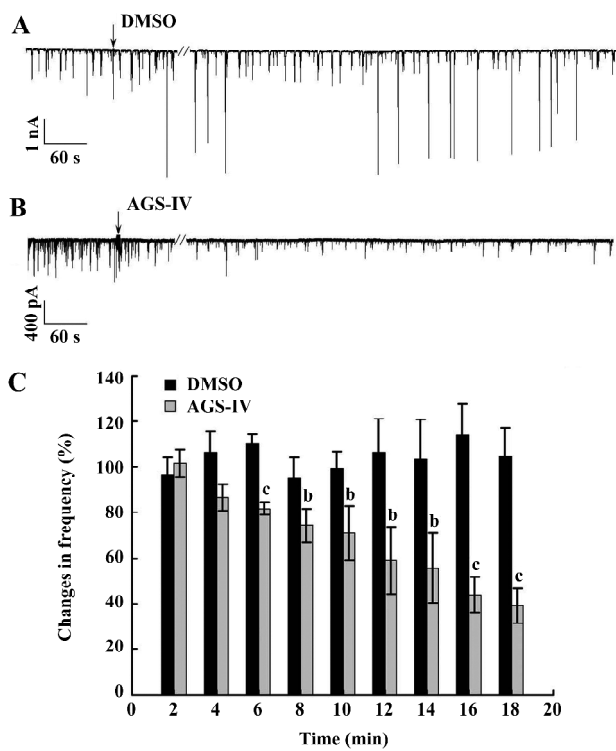 A
DMSO
//
1 nA
60 s
B
AGS-IV
//
400 pA
60 s
C
DMSO
AGS-IV
Changes in frequency (%)
140
120
100
80
60
40
20
0
c
b
b
b
b
c
c
0 2 4 6 8 10 12 14 16 18 20
Time (min)